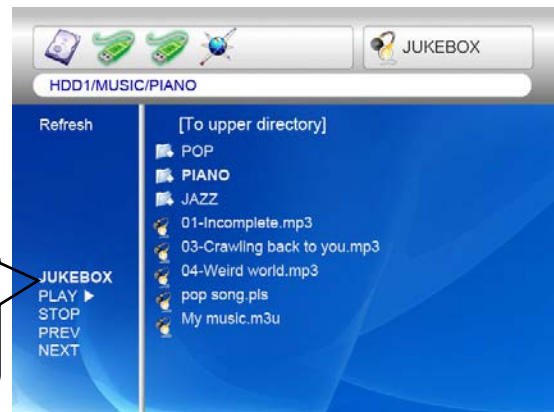 JUKEBOX
HDD1/MUSIC/PIANO
Refresh
[To upper directory]
POP
PIANO
JAZZ
01-Incomplete.mp3
03-Crawling back to you.mp3
04-Weird world.mp3
pop song.pls
My music.m3u
JUKEBOX
PLAY ▶
STOP
PREV
NEXT